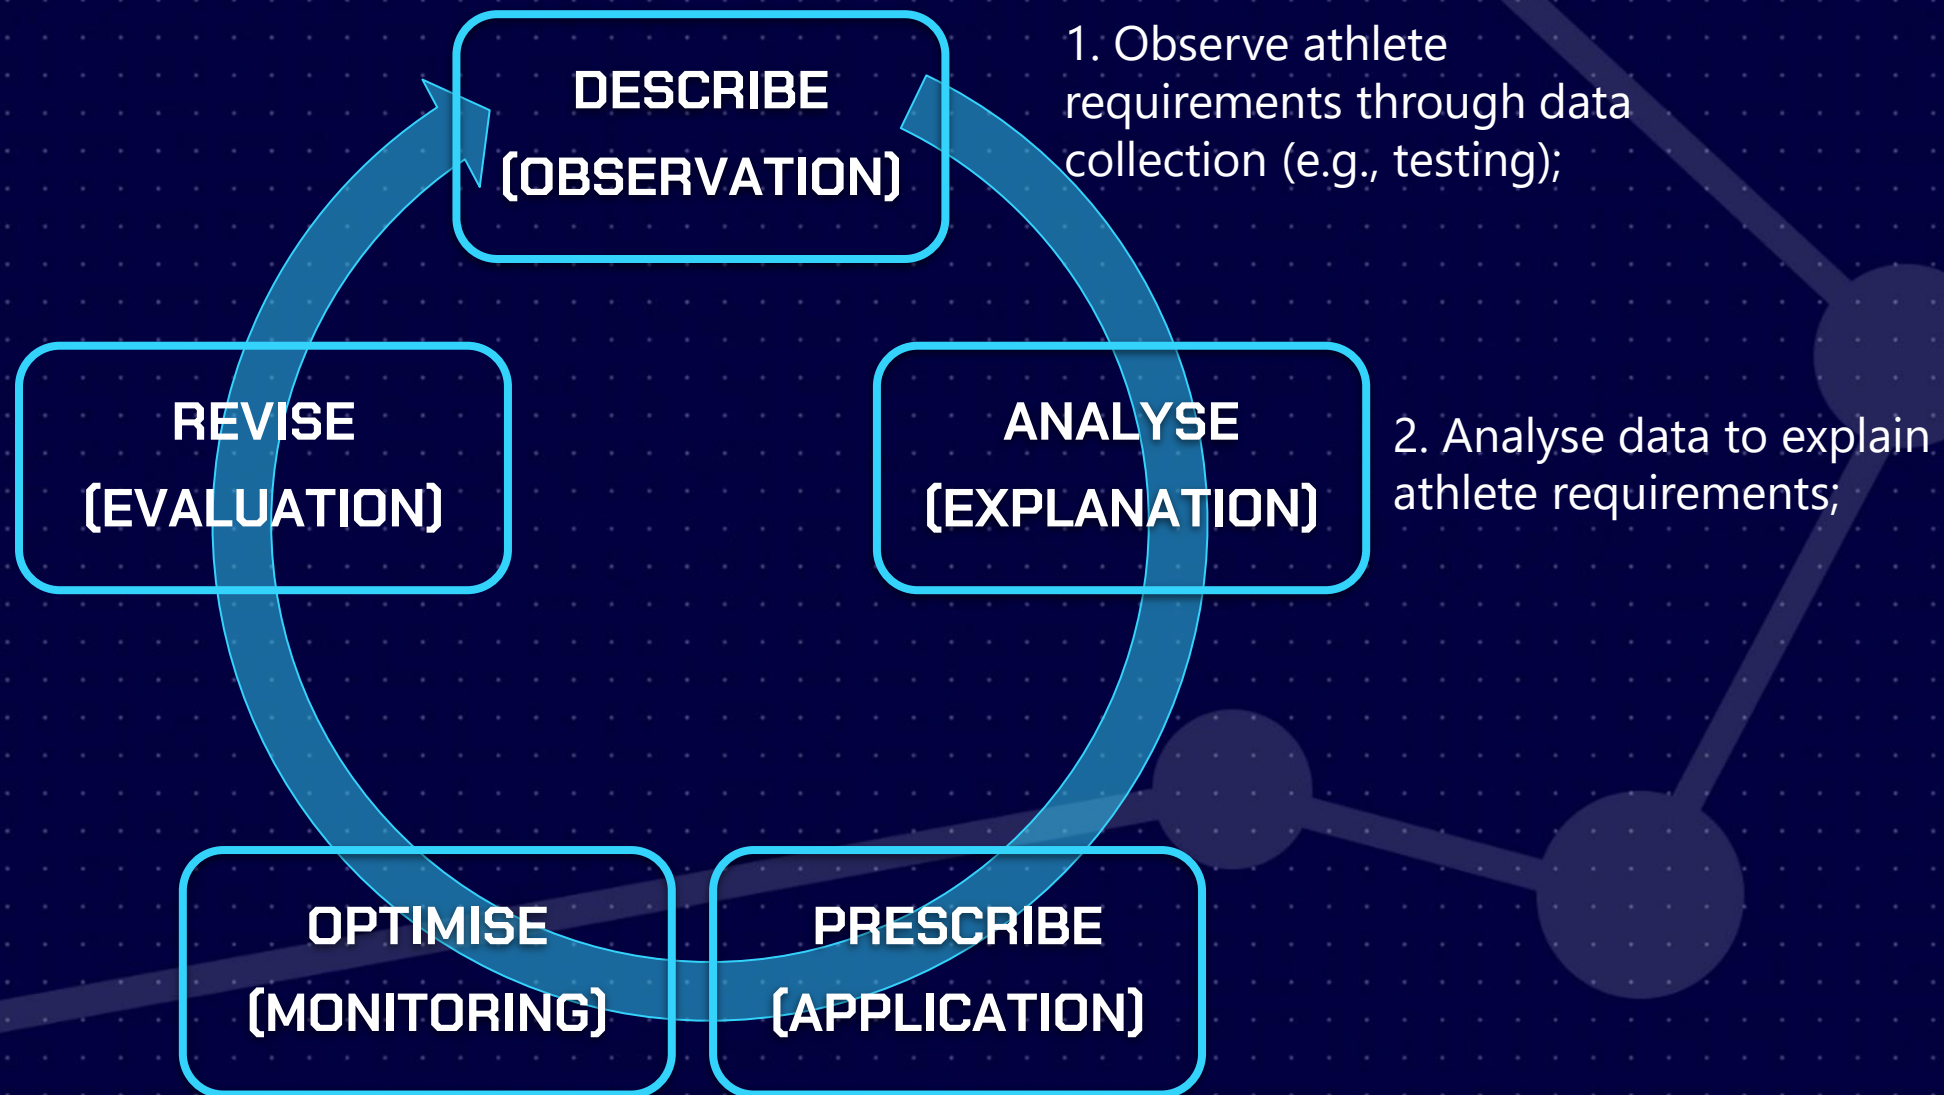 DESCRIBE
(OBSERVATION)
1. Observe athlete
requirements through data
collection (e.g., testing);
REVISE
(EVALUATION)
ANALYSE
(EXPLANATION)
2. Analyse data to explain
athlete requirements;
OPTIMISE
(MONITORING)
PRESCRIBE
(APPLICATION)